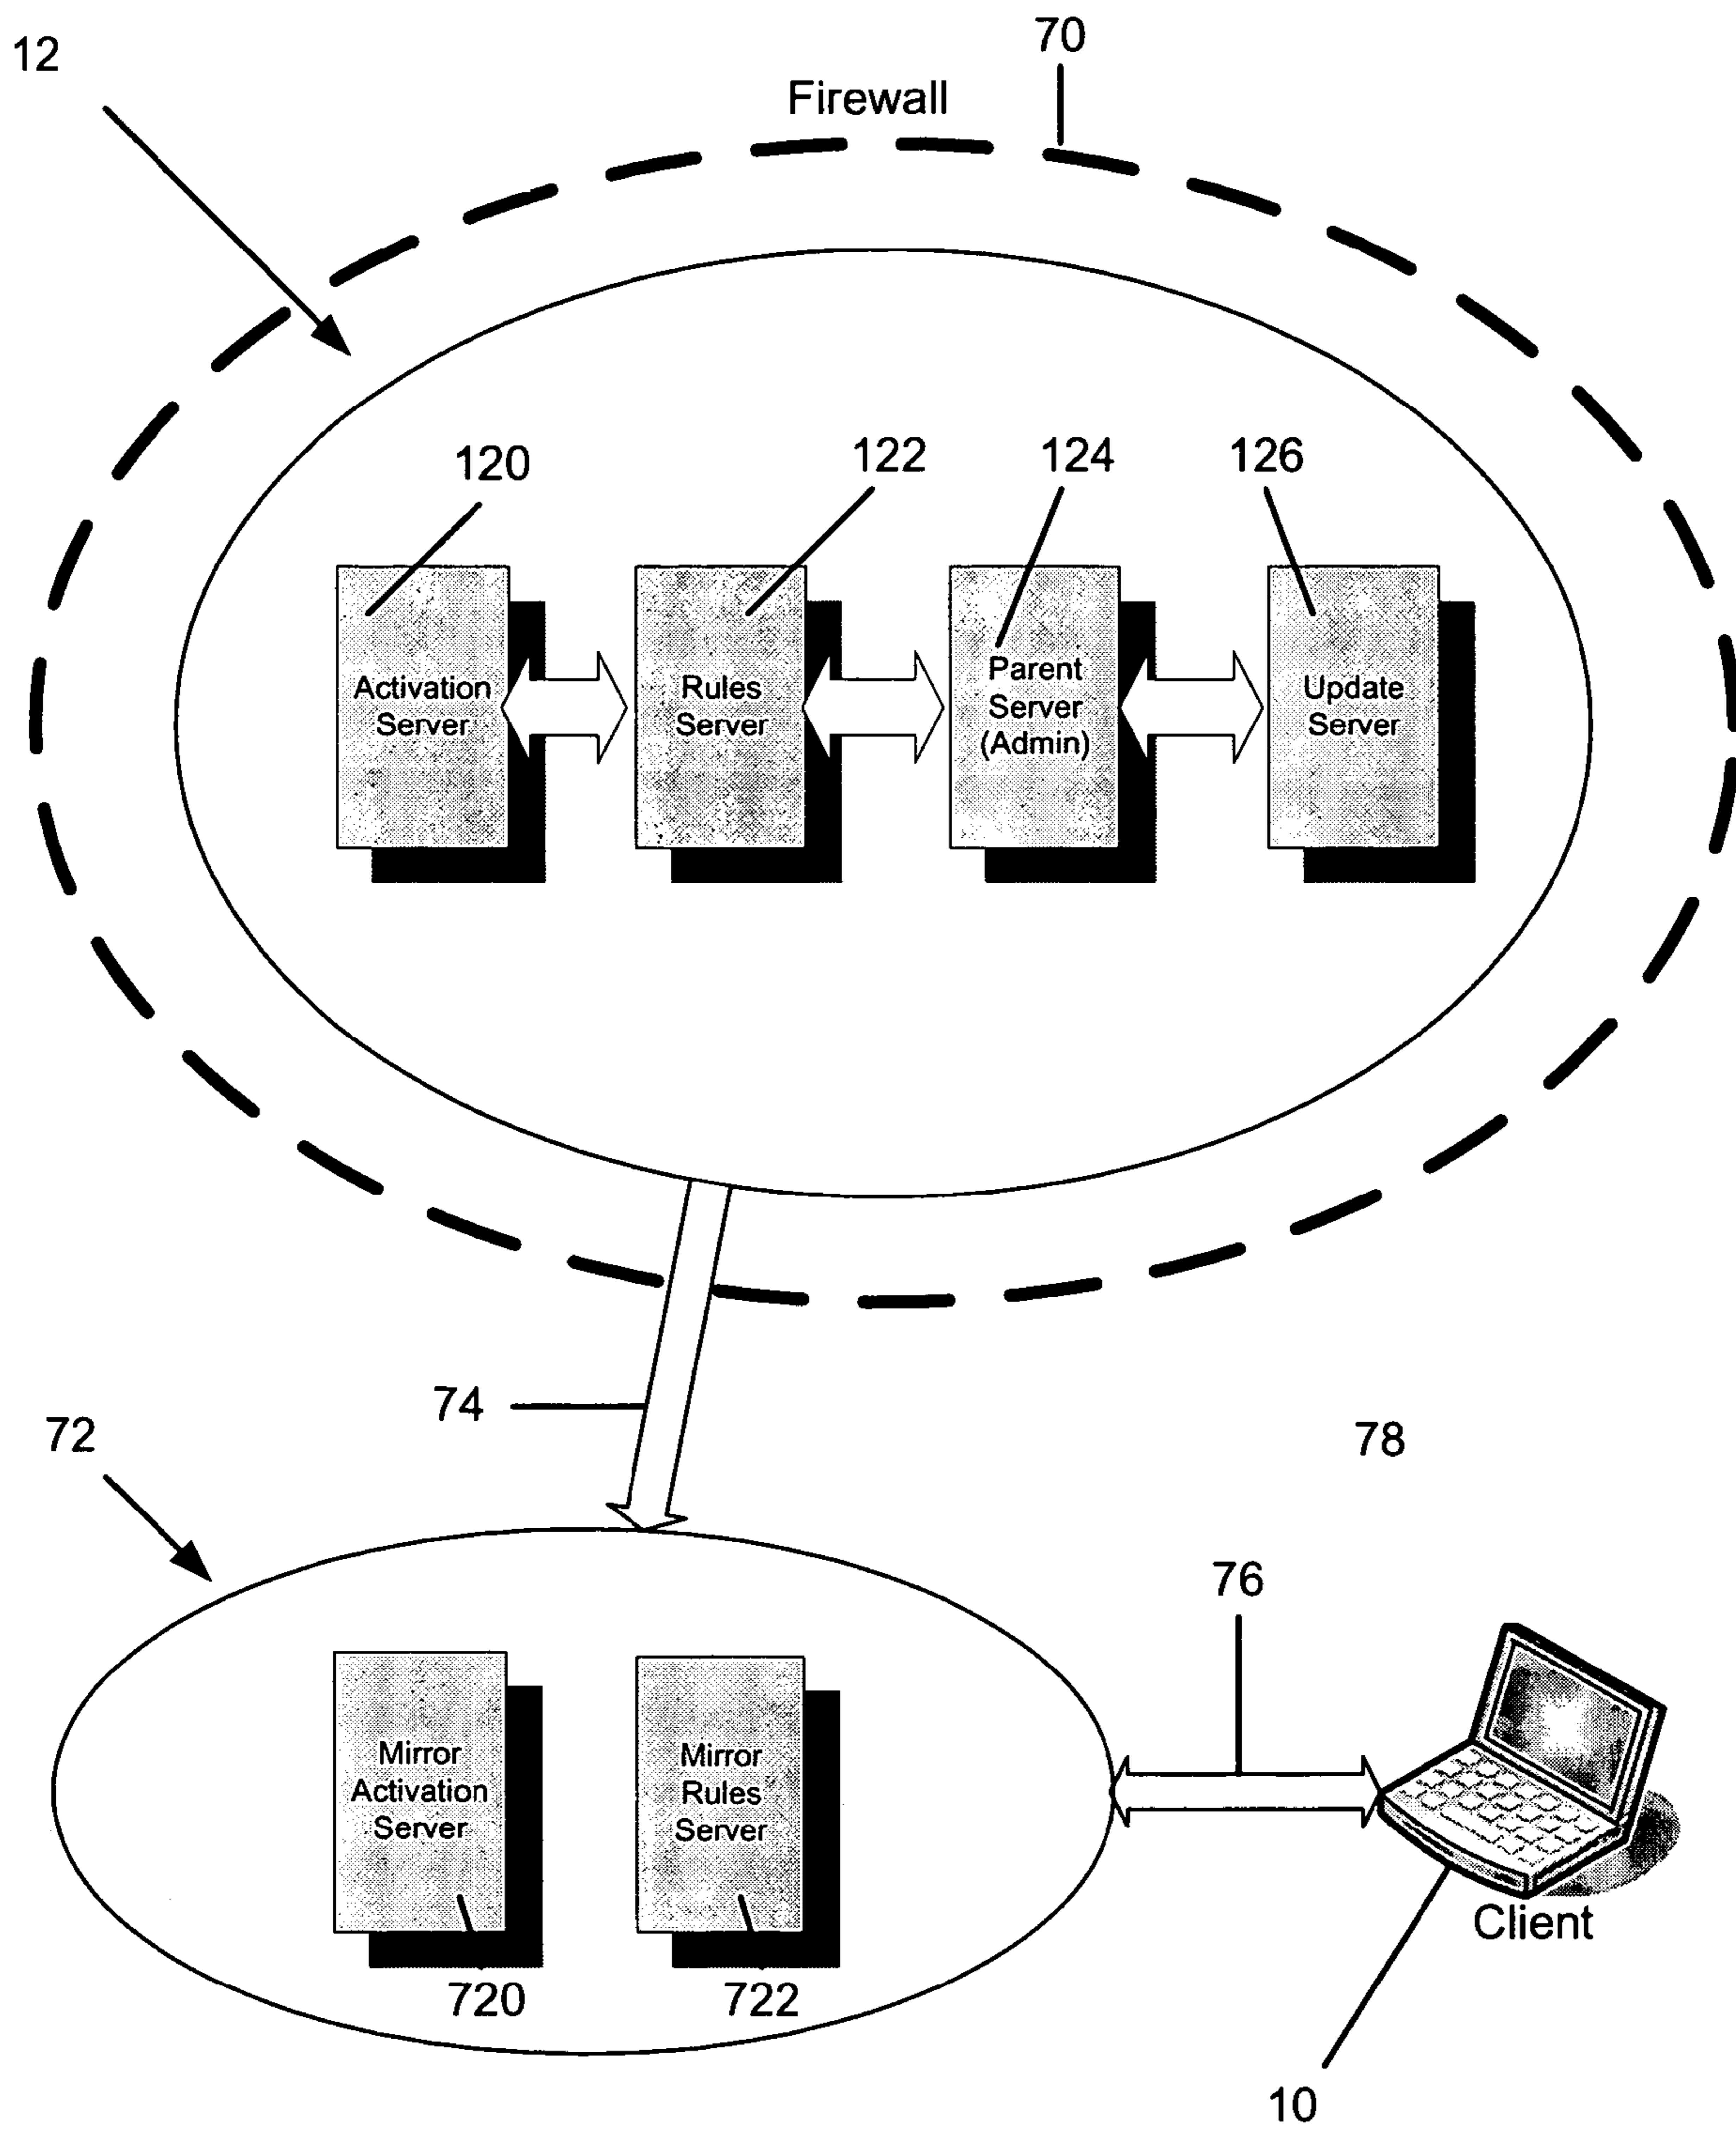 70
12
Firewall
120
122
124
126
Activation
Server
Rules
Server
Parent
Server
(Admin)
Update
Server
74
72
78
76
Mirror
Activation
Server
Mirror
Rules
Server
Client
720
722
10